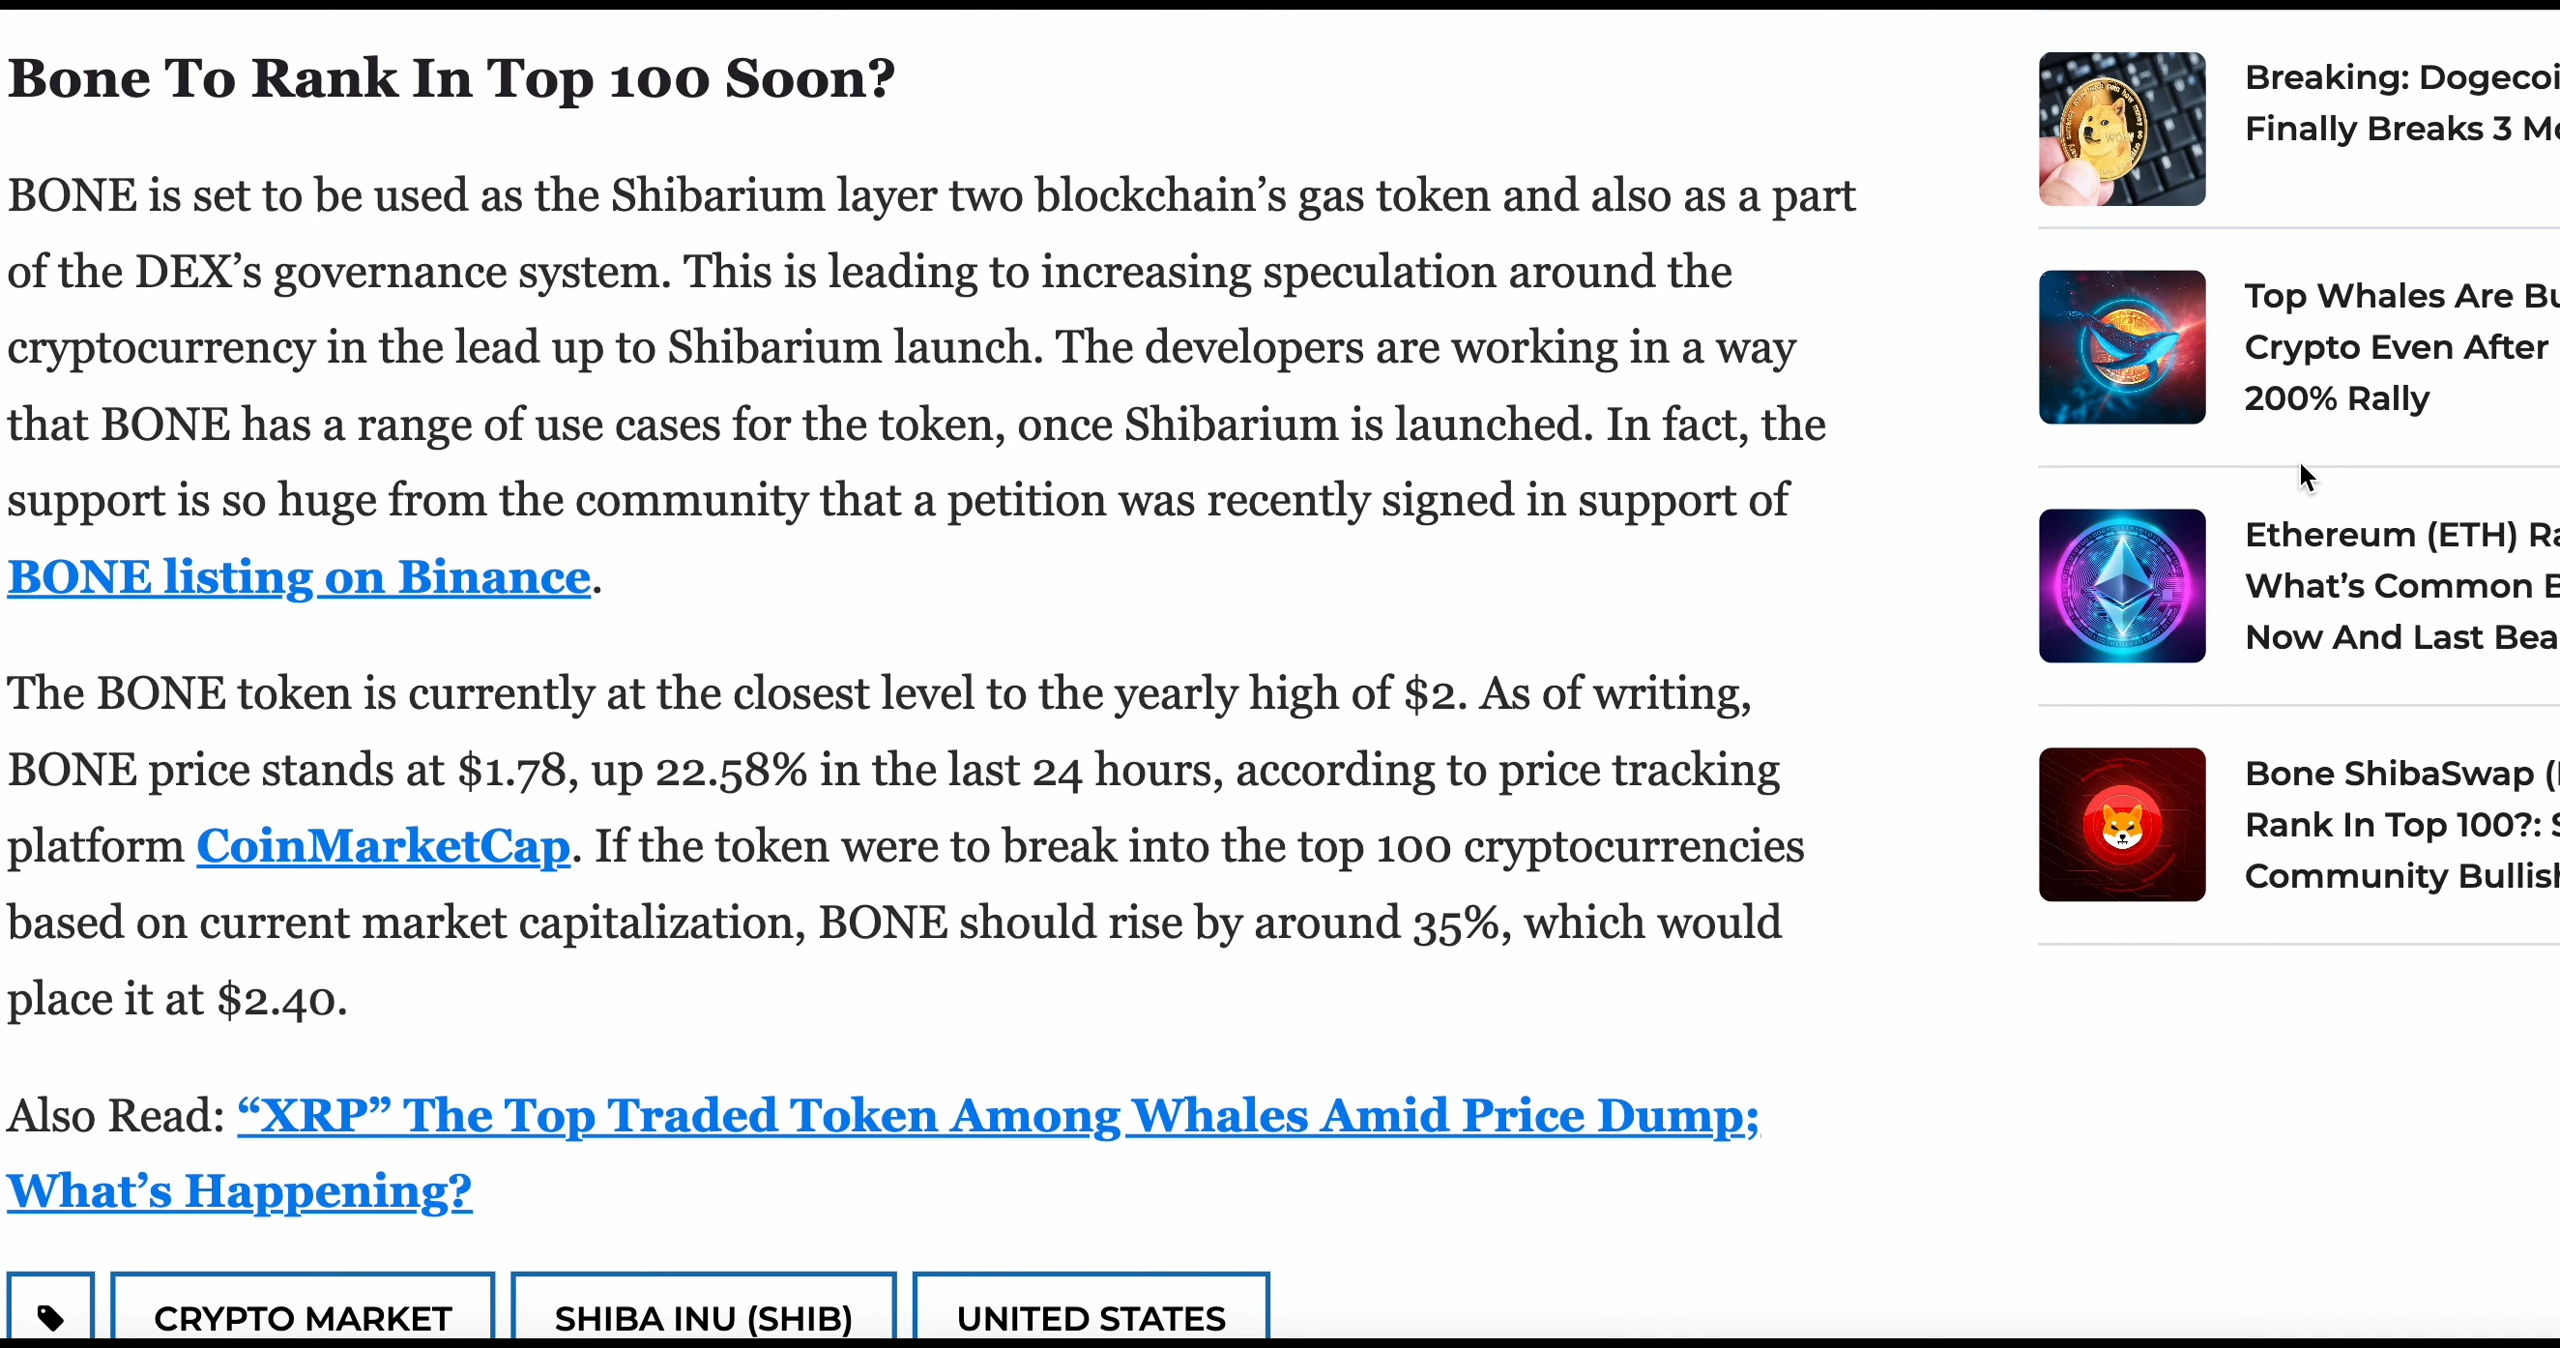 Bone To Rank In Top 100 Soon?
BONE is set to be used as the Shibarium layer two blockchain’s gas token and also as a part
of the DEX’s governance system. This is leading to increasing speculation around the
cryptocurrency in the lead up to Shibarium launch. The developers are working in a way
that BONE has a range of use cases for the token, once Shibarium is launched. In fact, the
support is so huge from the community that a petition was recently signed in support of
BONE listing on Binance.
The BONE token is currently at the closest level to the yearly high of $2. As of writing,
BONE price stands at $1.78, up 22.58% in the last 24 hours, according to price tracking
platform CoinMarketCap. If the token were to break into the top 100 cryptocurrencies
based on current market capitalization, BONE should rise by around 35%, which would
place it at $2.40.
Also Read: “XRP” The Top Traded Token Among Whales Amid Price Dump;
What’s Happening?
CRYPTO MARKET
SHIBA INU (SHIB)
UNITED STATES
Breaking: Dogecoi
Finally Breaks 3
Top Whales Are
Crypto Even After
200% Rally
Ethereum (ETH)
What’s Common
Now And Last
Bone ShibaSwap
Rank In Top 100?:
Community Bullish